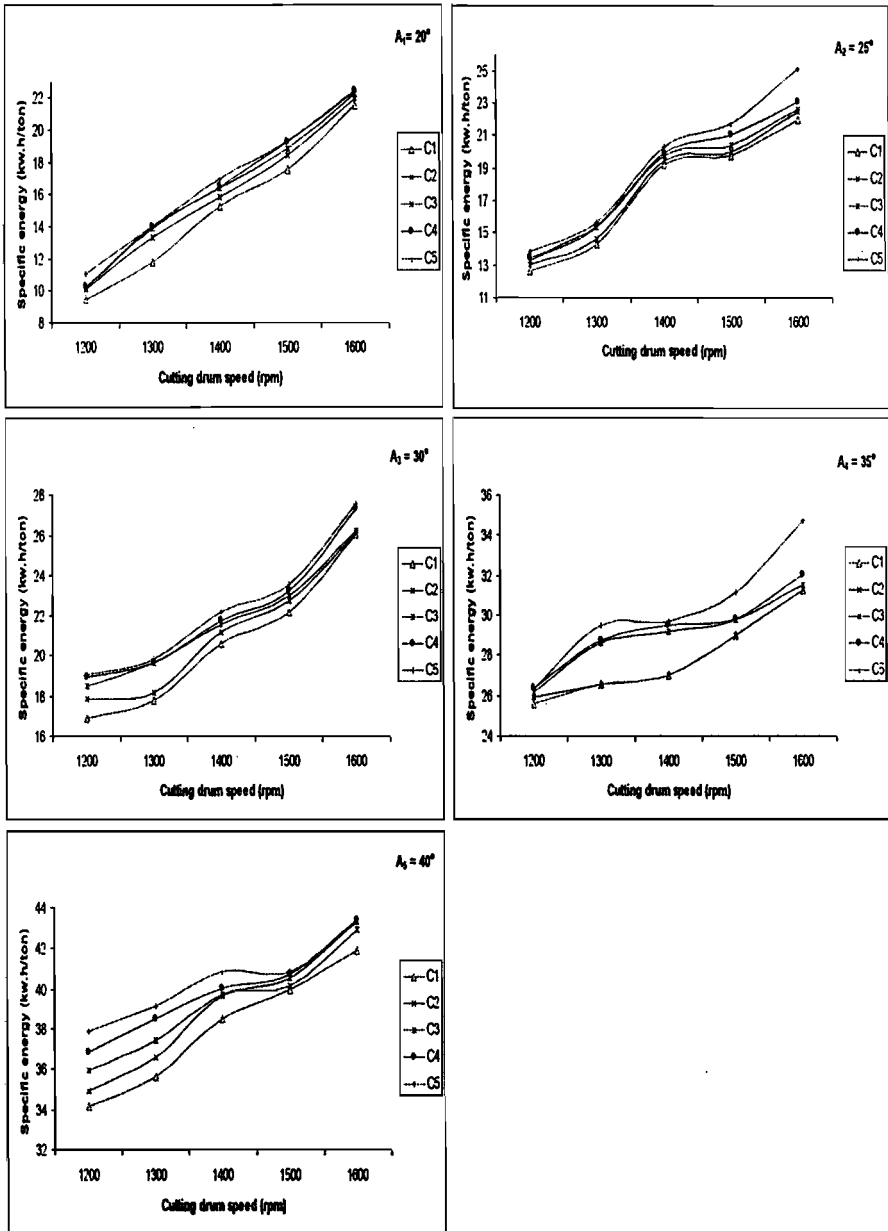 A₁= 20°
Specific energy (kw.h/ton)
22
20
18
16
14
12
10
8
1200 1300 1400 1500 1600
Cutting drum speed (rpm)
C1
C2
C3
C4
C5
A₂ = 25°
Specific energy (kw.h/ton)
25
23
21
19
17
15
13
11
1200 1300 1400 1500 1600
Cutting drum speed (rpm)
C1
C2
C3
C4
C5
A₃ = 30°
Specific energy (kw.h/ton)
28
26
24
22
20
18
16
1200 1300 1400 1500 1600
Cutting drum speed (rpm)
C1
C2
C3
C4
C5
A₄ = 35°
Specific energy (kw.h/ton)
36
34
32
30
28
26
24
1200 1300 1400 1500 1600
Cutting drum speed (rpm)
C1
C2
C3
C4
C5
A₅ = 40°
Specific energy (kw.h/ton)
44
42
40
38
36
34
32
1200 1300 1400 1500 1600
Cutting drum speed (rpm)
C1
C2
C3
C4
C5